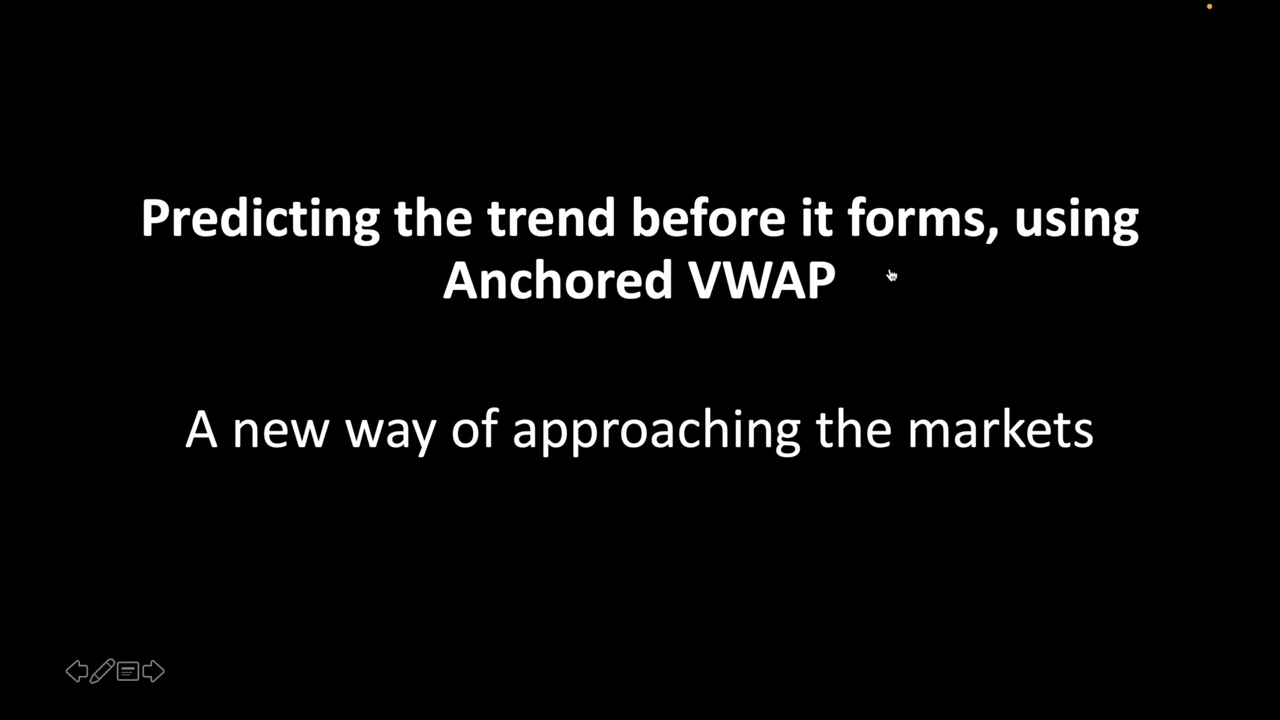 Predicting the trend before it forms, using
Anchored VWAP
A new way of approaching the markets